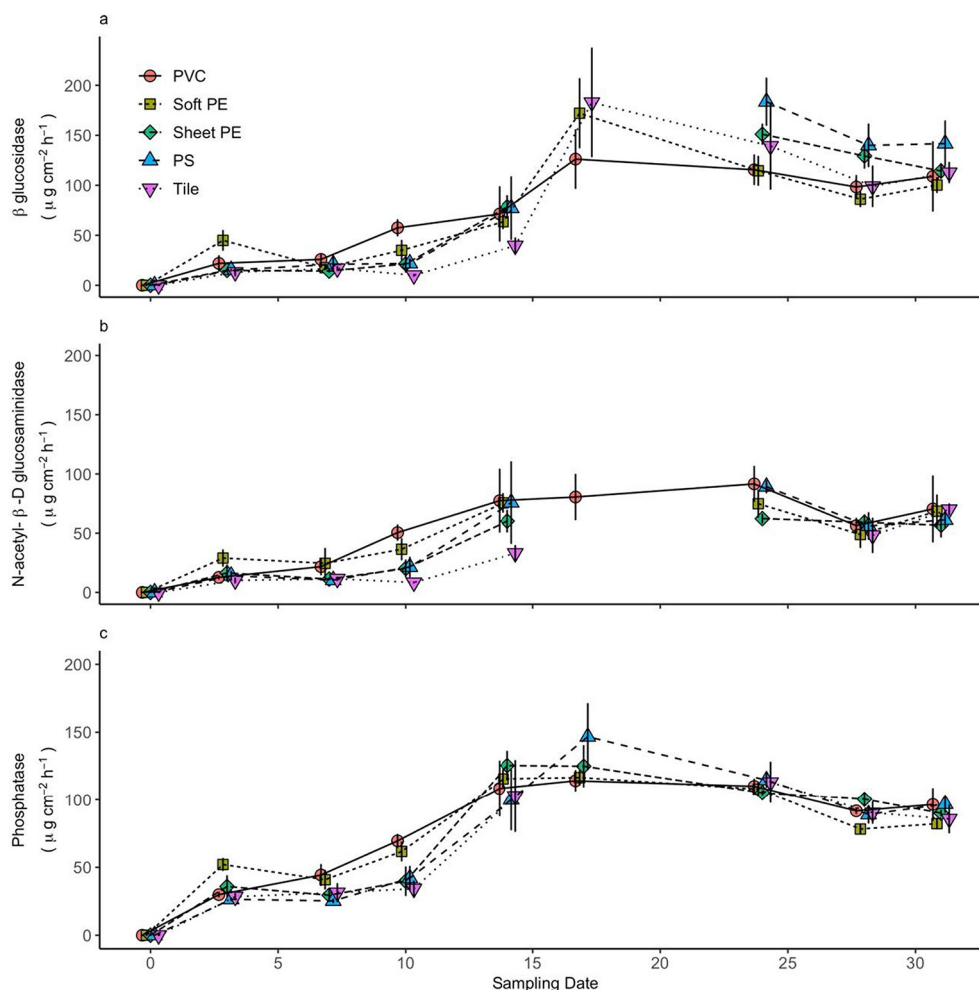 a
β glucosidase
( μ g cm⁻² h⁻¹ )
200
150
100
50
0
PVC
Soft PE
Sheet PE
PS
Tile
b
N-acetyl- β -D glucosaminidase
( μ g cm⁻² h⁻¹ )
200
150
100
50
0
c
Phosphatase
( μ g cm⁻² h⁻¹ )
200
150
100
50
0
0 5 10 15 20 25 30
Sampling Date